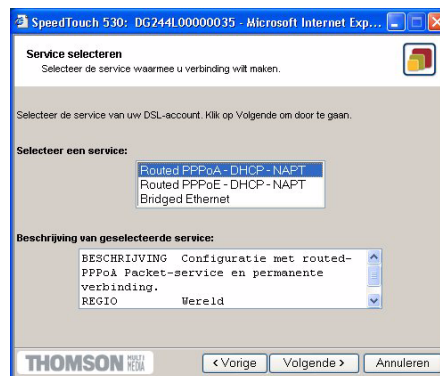 SpeedTouch 530: DG244L00000035 - Microsoft Internet Exp...
Service selecteren
Selecteer de service waarmee u verbinding wilt maken.
Selecteer de service van uw DSL-account. Klik op Volgende om door te gaan.
Selecteer een service:
Routed PPPoA - DHCP - NAPT
Routed PPPoE - DHCP - NAPT
Bridged Ethernet
Beschrijving van geselecteerde service:
BESCHRIJVING Configuratie met routed-
PPPoA Packet-service en permanente
verbinding.
REGIO Wereld
THOMSON MULTI MEDIA
< Vorige Volgende > Annuleren